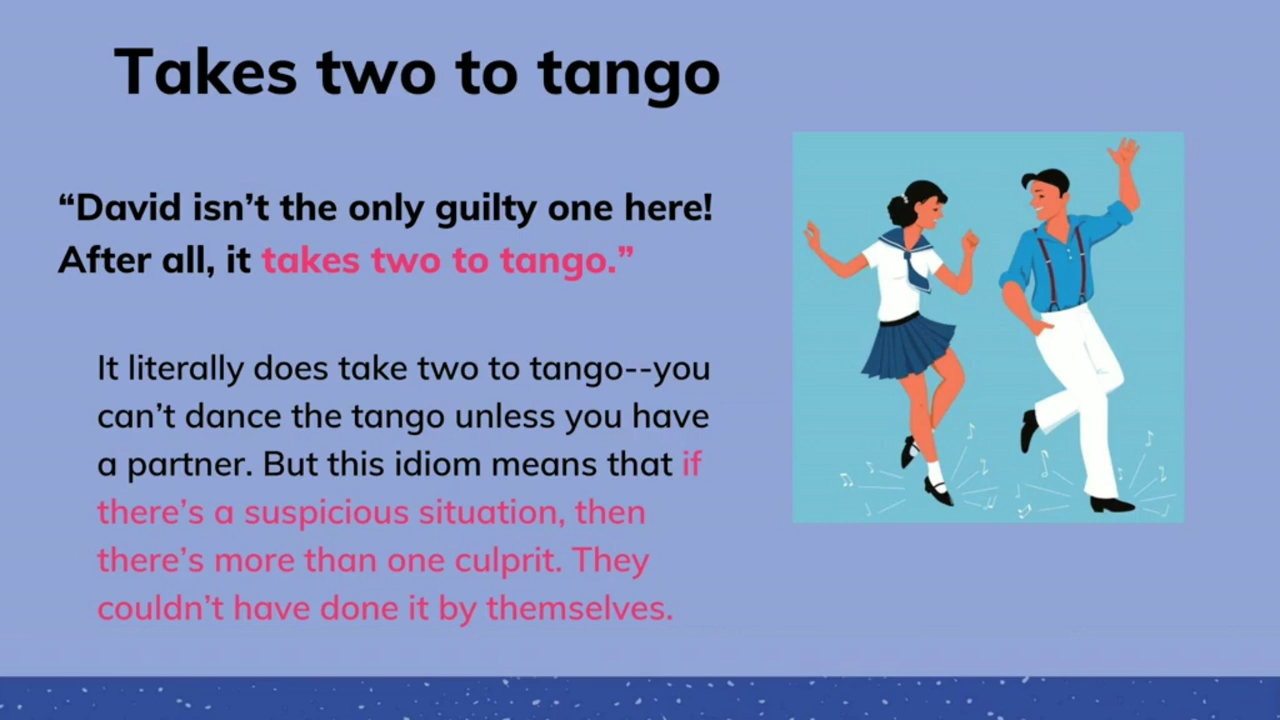 Takes two to tango
“David isn’t the only guilty one here!
After all, it takes two to tango.”
It literally does take two to tango--you
can’t dance the tango unless you have
a partner. But this idiom means that if
there’s a suspicious situation, then
there’s more than one culprit. They
couldn’t have done it by themselves.